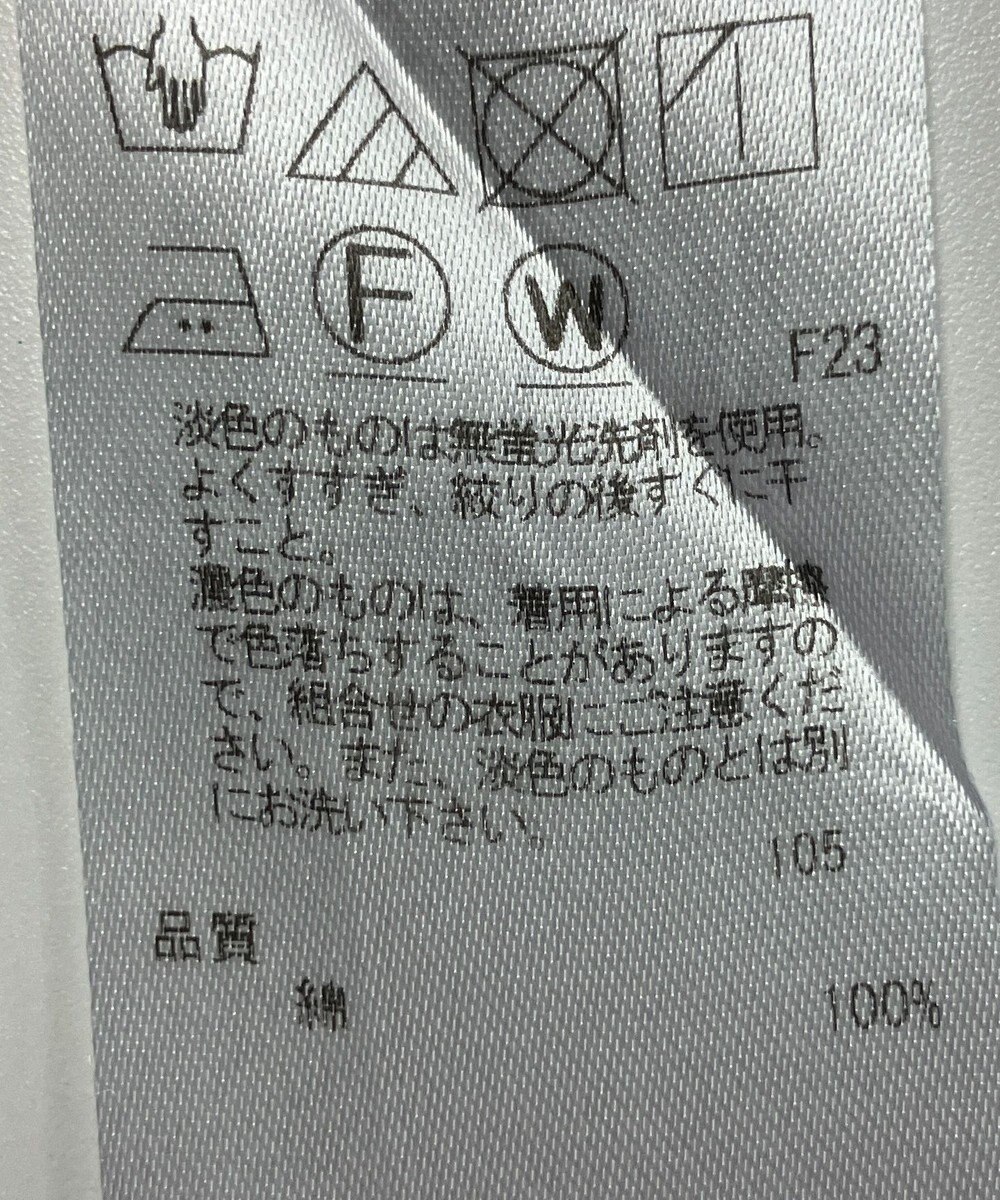 F
W
F23
淡色のものは無蛍光洗剤を使用。
よくすすぎ、絞りの後すぐに干
すこと。
濃色のものは、着用による摩擦
で色落ちすることがありますの
で、組合せの衣服にご注意くだ
さい。また、淡色のものとは別
にお洗い下さい。
105
品質
綿 100%